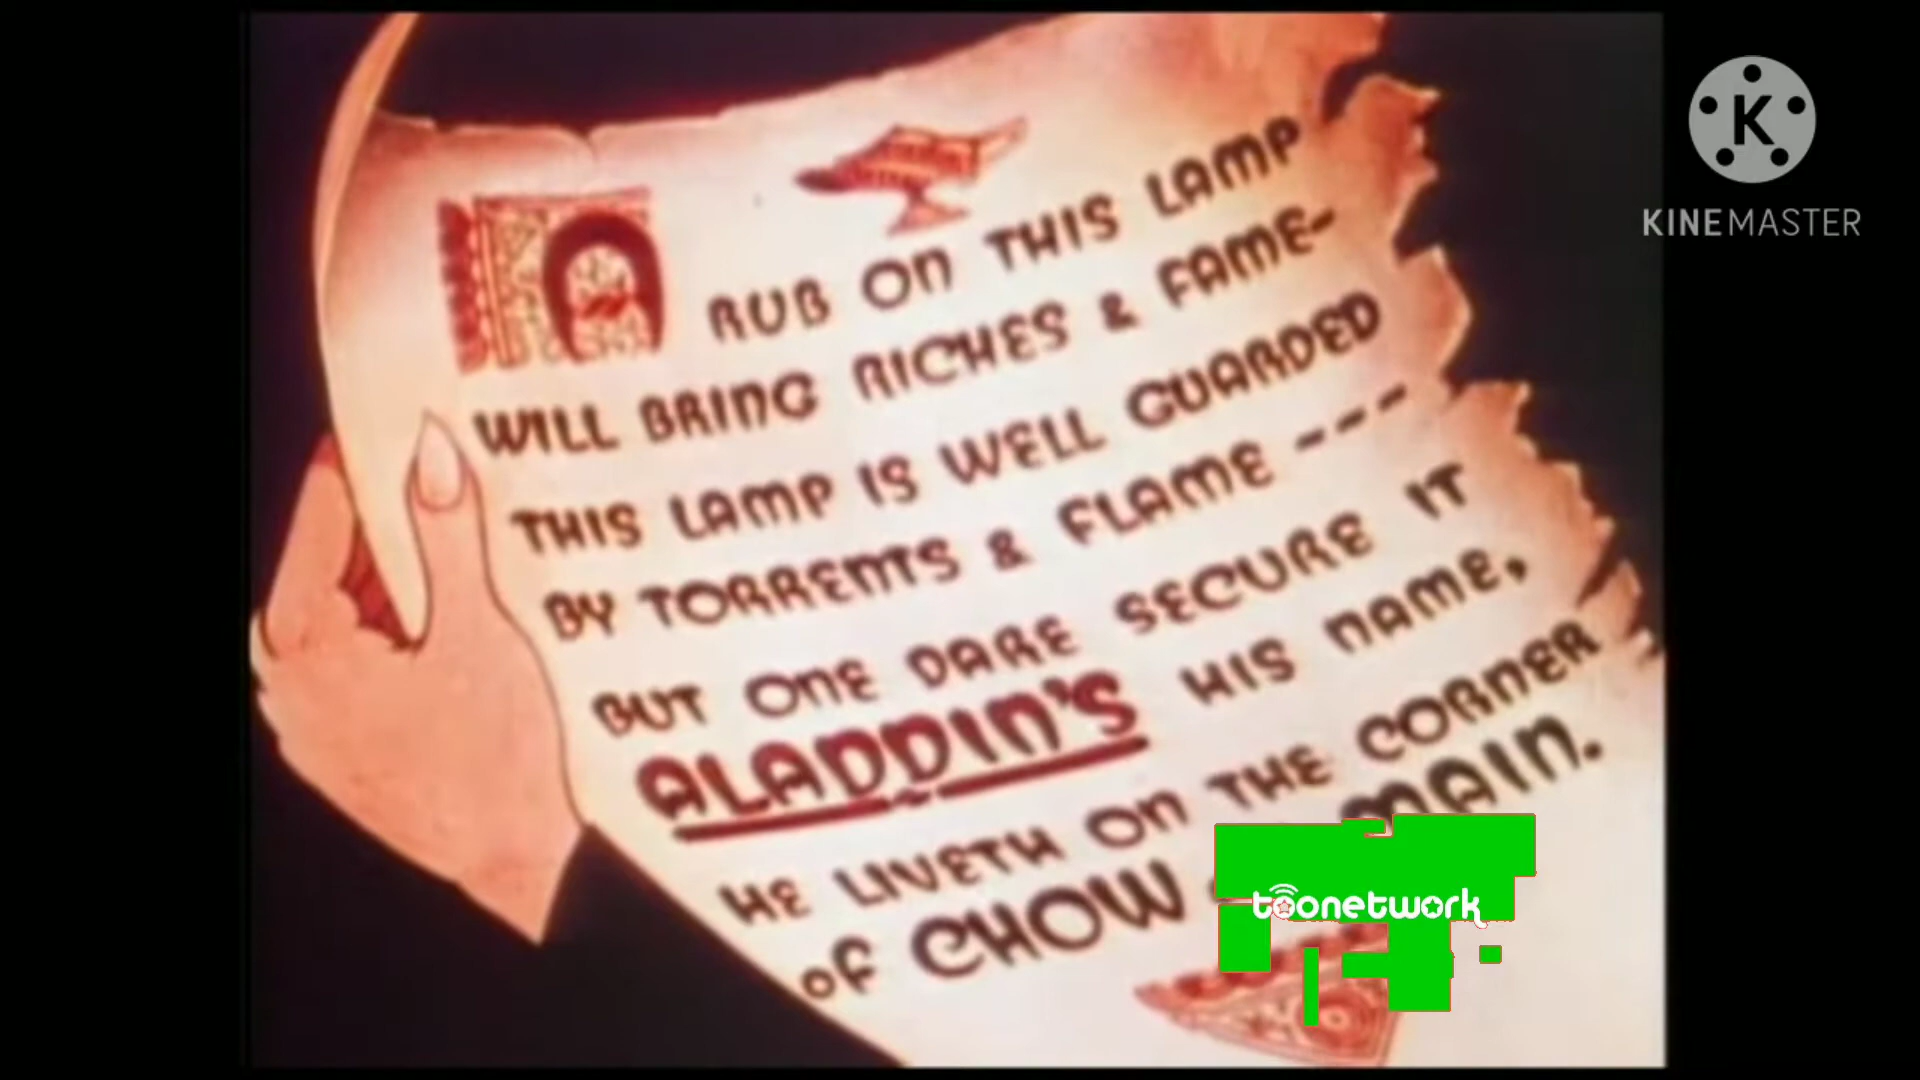 A RUB ON THIS LAMP
WILL BRING RICHES & FAME-
THIS LAMP IS WELL GUARDED
BY TORRENTS & FLAME ----
BUT ONE DARE SECURE IT
ALADDIN'S HIS NAME,
HE LIVETH ON THE CORNER
OF CHOW MAIN.
K
KINEMASTER
toonetwork